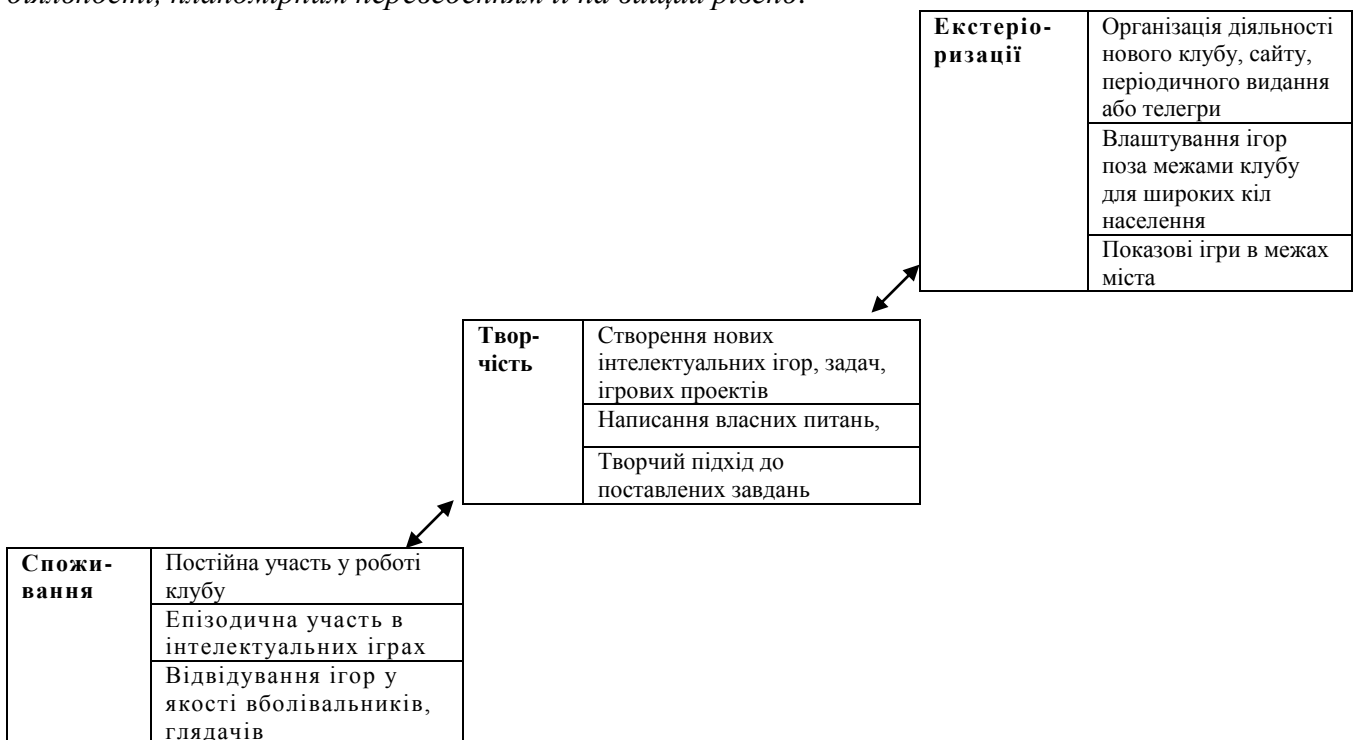 діяльності, планомірним переведенням її на вищий рівень.
Екстеріо-
ризації
Організація діяльності
нового клубу, сайту,
періодичного видання
або телегри
Влаштування ігор
поза межами клубу
для широких кіл
населення
Показові ігри в межах
міста
Твор-
чість
Створення нових
інтелектуальних ігор, задач,
ігрових проектів
Написання власних питань,
Творчий підхід до
поставлених завдань
Спожи-
вання
Постійна участь у роботі
клубу
Епізодична участь в
інтелектуальних іграх
Відвідування ігор у
якості вболівальників,
глядачів